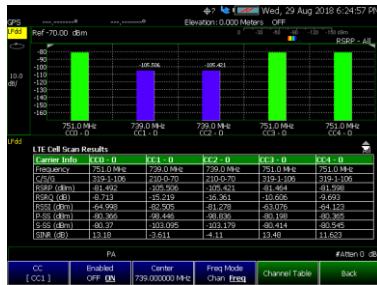 Wed, 29 Aug 2018 6:24:57 PM
GPS Elevation: 0.000 Meters OFF
LFdd Ref -70.00 dBm 0 -30 -60 -90 -120 -150 dBm
RSRP - All
-80
-90
-100
-110
-120
-130
-140
-150
-160
10.0
dB/
-105.506 -105.421
751.0 MHz 739.0 MHz 739.0 MHz 751.0 MHz 751.0 MHz
CC0 - 0 CC1 - 0 CC2 - 0 CC3 - 0 CC4 - 0
LFdd
LTE Cell Scan Results
Carrier Info CC0 - 0 CC1 - 0 CC2 - 0 CC3 - 0 CC4 - 0
Frequency 751.0 MHz 739.0 MHz 739.0 MHz 751.0 MHz 751.0 MHz
C/S/G 319-1-106 210-0-70 210-0-70 319-1-106 319-1-106
RSRP (dBm) -81.492 -105.506 -105.421 -81.464 -81.598
RSRQ (dB) -8.713 -15.219 -16.361 -10.606 -9.693
RSSI (dBm) -64.998 -82.505 -81.278 -63.076 -64.123
P-SS (dBm) -80.366 -98.446 -98.836 -80.198 -80.365
S-SS (dBm) -80.37 -103.095 -103.179 -80.414 -80.545
SINR (dB) 13.18 -3.611 -4.11 13.48 11.623
PA #Atten 0 dB
CC
[ CC1 ]
Enabled
OFF ON
Center
739.000000 MHz
Freq Mode
Chan Freq
Channel Table
Back